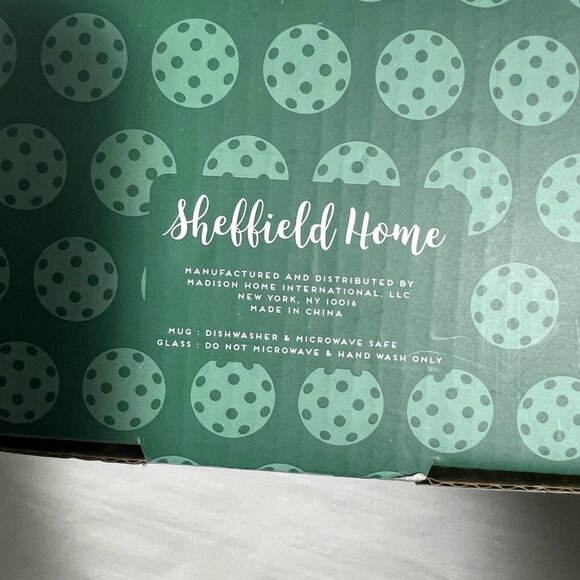 Sheffield Home
MANUFACTURED AND DISTRIBUTED BY
MADISON HOME INTERNATIONAL, LLC
NEW YORK, NY 10016
MADE IN CHINA
MUG : DISHWASHER & MICROWAVE SAFE
GLASS : DO NOT MICROWAVE & HAND WASH ONLY